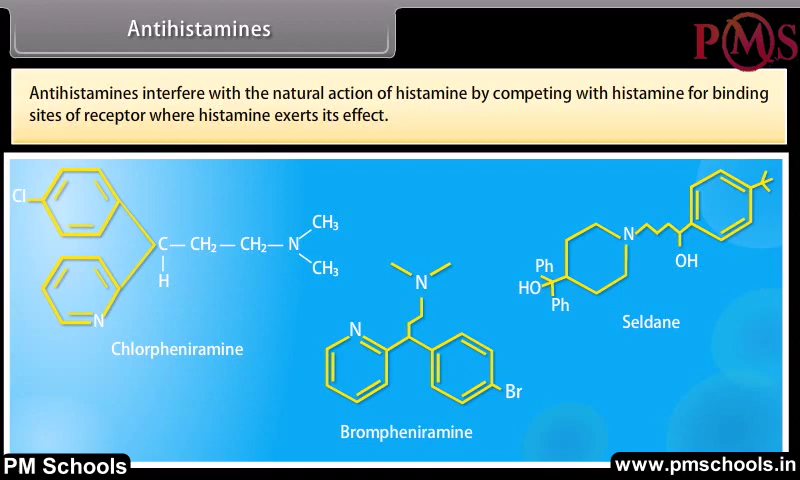 Antihistamines
PMS
Antihistamines interfere with the natural action of histamine by competing with histamine for binding
sites of receptor where histamine exerts its effect.
Cl
C — CH₂ — CH₂ — N
CH₃
CH₃
H
N
Chlorpheniramine
N
N
Br
Brompheniramine
N
OH
Ph
HO
Ph
Seldane
PM Schools
www.pmschools.in